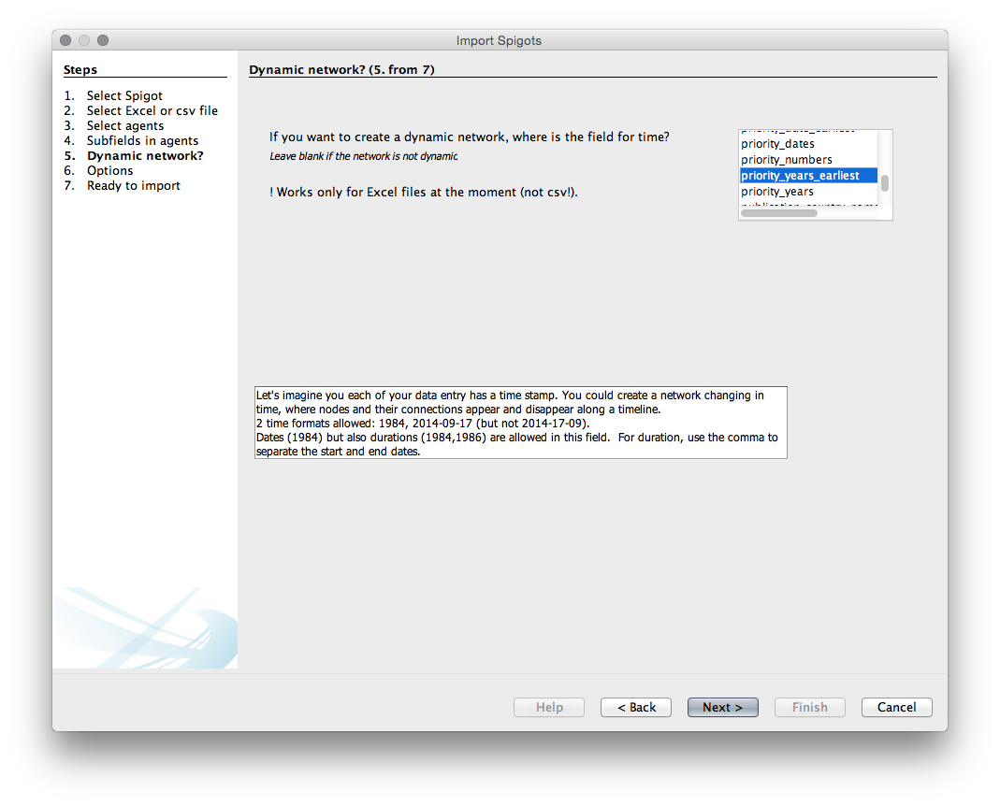 Import Spigots
Steps
1. Select Spigot
2. Select Excel or csv file
3. Select agents
4. Subfields in agents
5. Dynamic network?
6. Options
7. Ready to import
Dynamic network? (5. from 7)
If you want to create a dynamic network, where is the field for time?
Leave blank if the network is not dynamic
! Works only for Excel files at the moment (not csv!).
priority_dates
priority_numbers
priority_years_earliest
priority_years
Let's imagine you each of your data entry has a time stamp. You could create a network changing in
time, where nodes and their connections appear and disappear along a timeline.
2 time formats allowed: 1984, 2014-09-17 (but not 2014-17-09).
Dates (1984) but also durations (1984,1986) are allowed in this field.  For duration, use the comma to
separate the start and end dates.
Help
< Back
Next >
Finish
Cancel